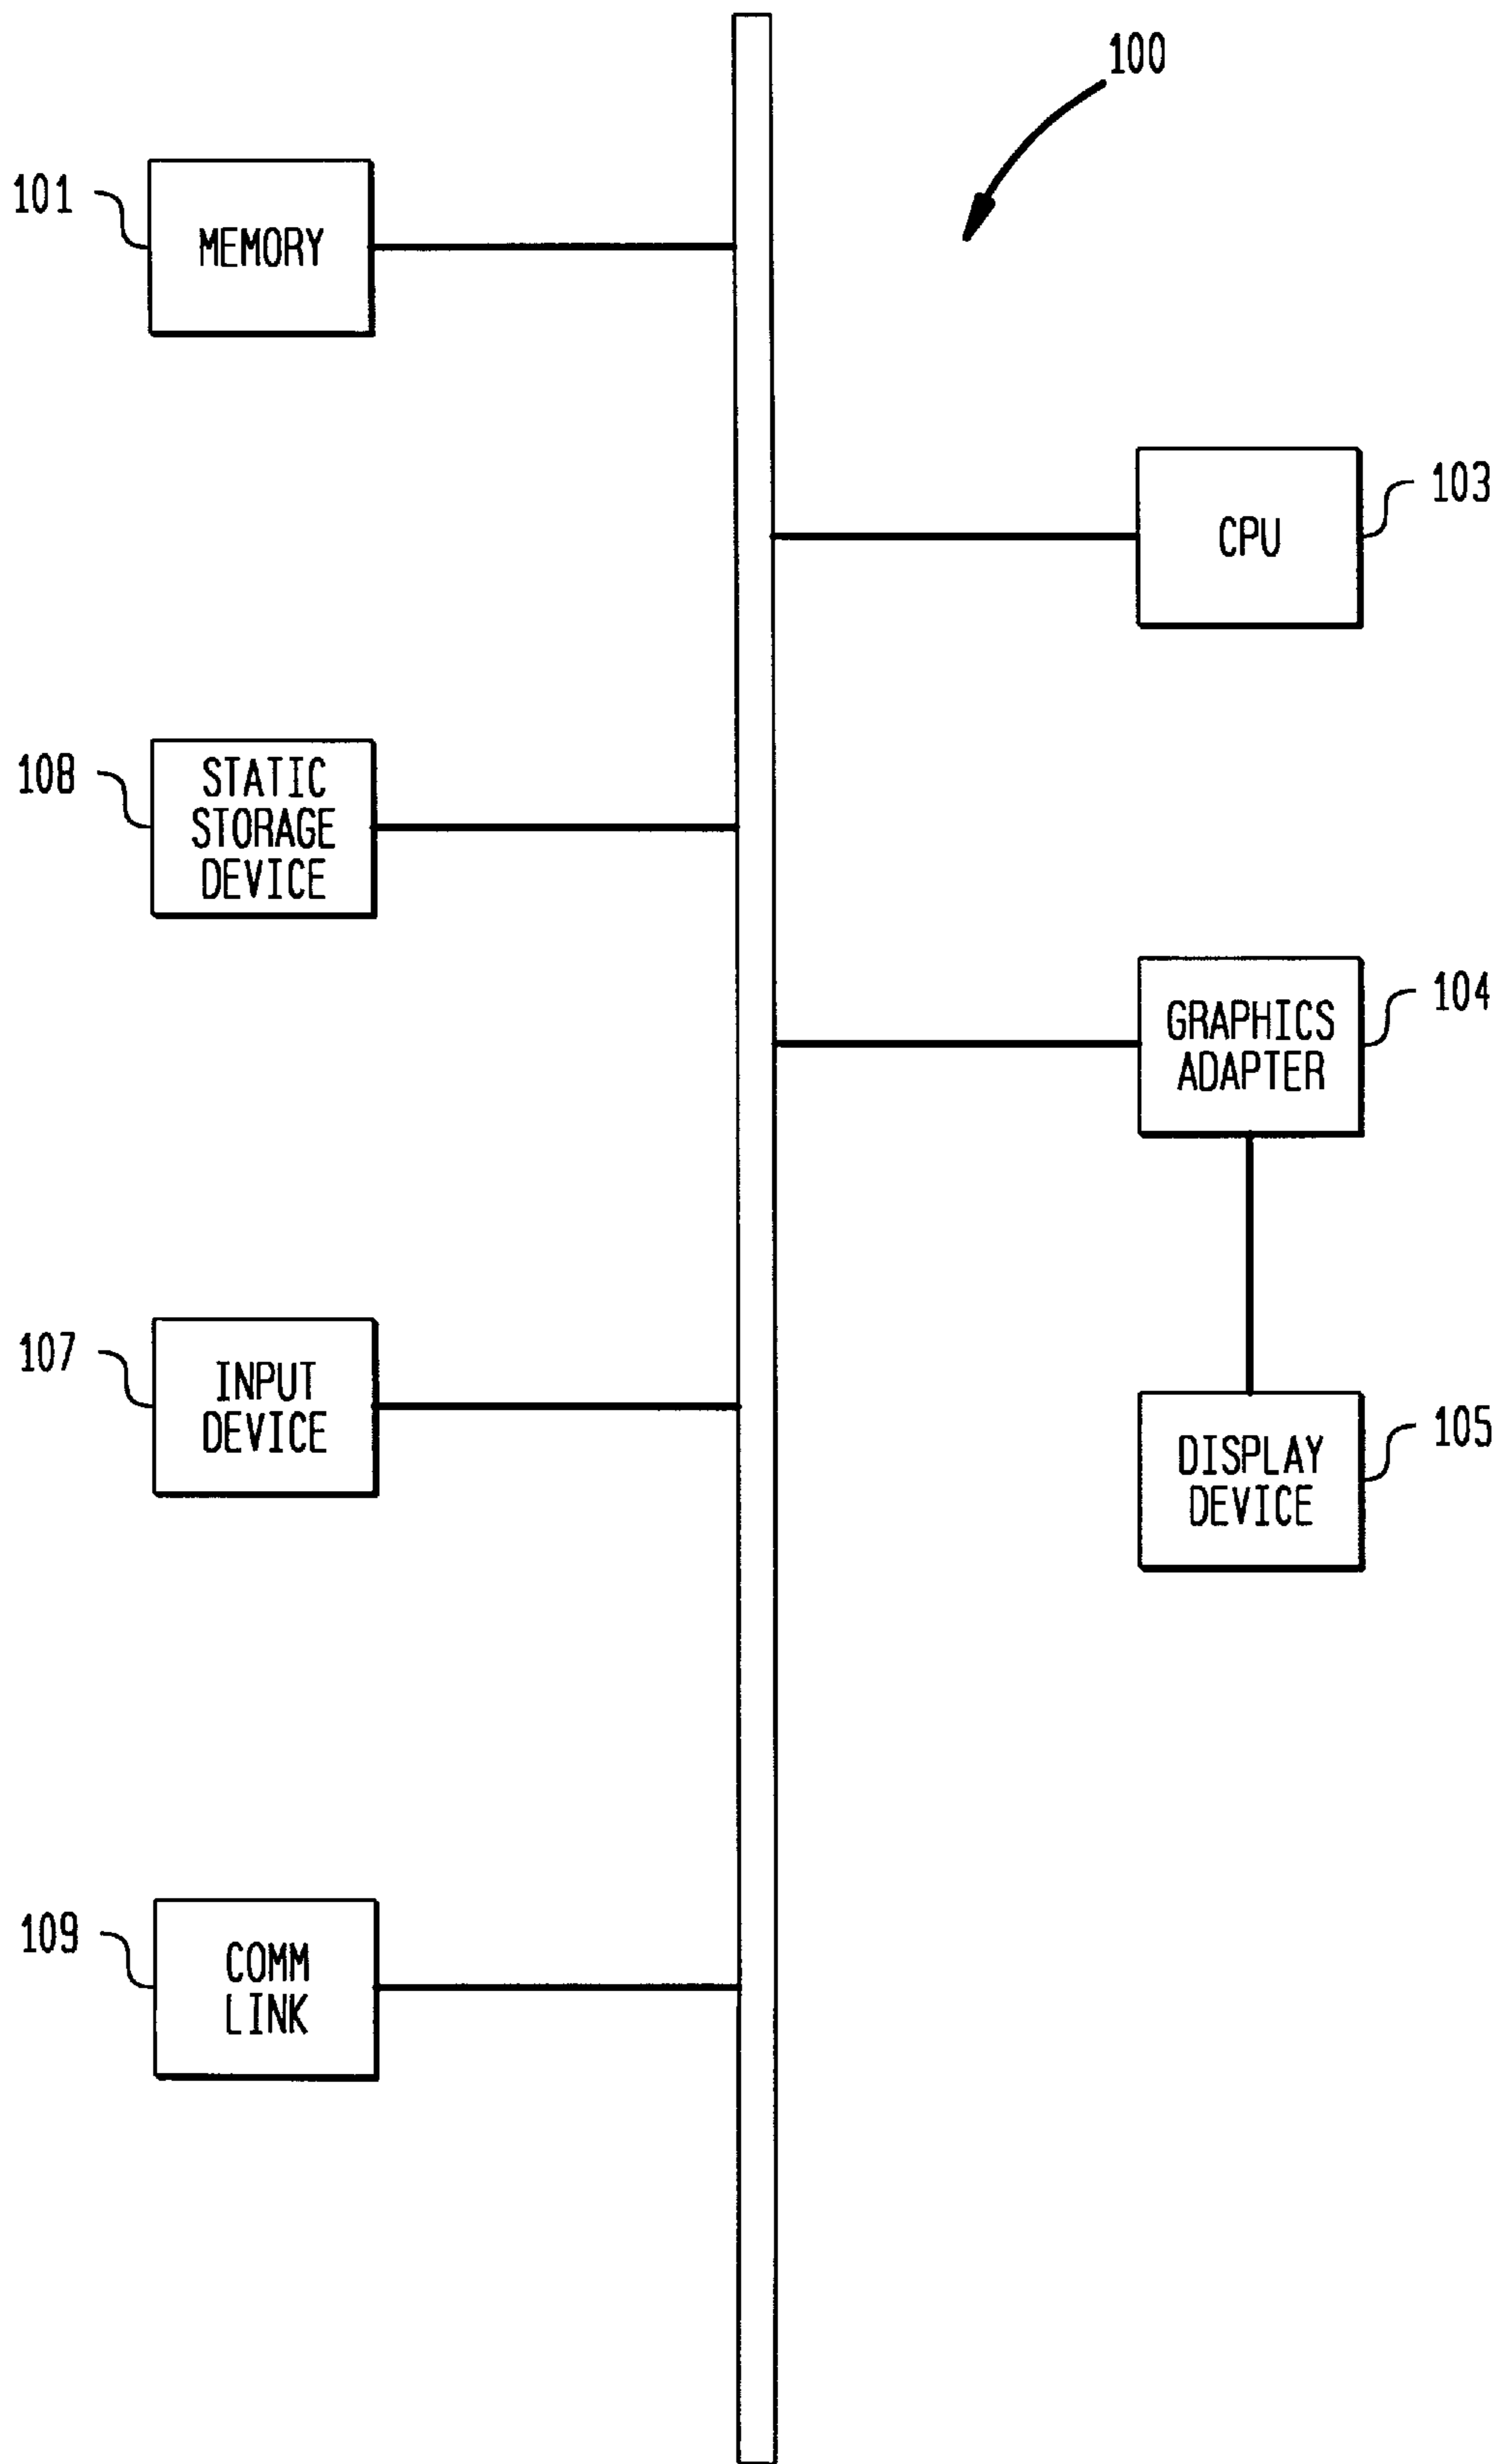 100
101
MEMORY
103
CPU
108
STATIC
STORAGE
DEVICE
104
GRAPHICS
ADAPTER
107
INPUT
DEVICE
105
DISPLAY
DEVICE
109
COMM
LINK